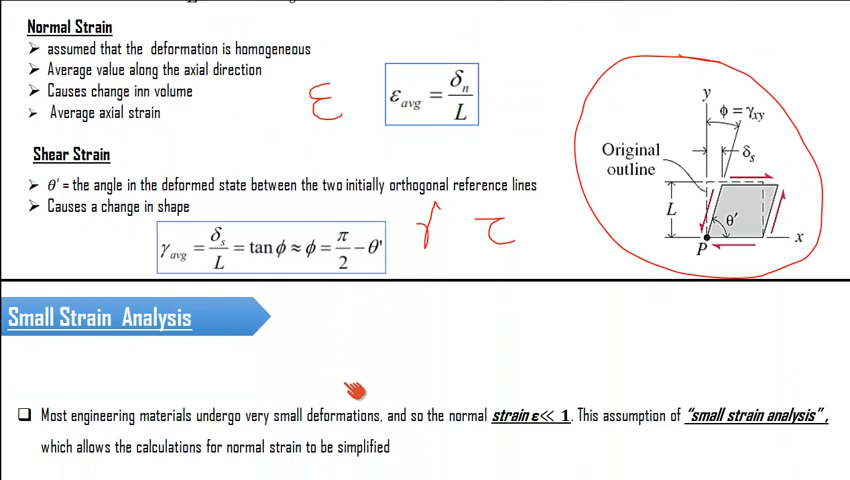 Normal Strain
➤ assumed that the deformation is homogeneous
➤ Average value along the axial direction
➤ Causes change inn volume
➤ Average axial strain
ε
ε_avg = δ_n / L
Shear Strain
➤ θ' = the angle in the deformed state between the two initially orthogonal reference lines
➤ Causes a change in shape
γ_avg = δ_s / L = tan ϕ ≈ ϕ = π / 2 − θ'
γ τ
y
ϕ = γ_xy
Original
outline
δ_s
L
θ'
P
x
Small Strain Analysis
❑ Most engineering materials undergo very small deformations, and so the normal strain ε≪ 1. This assumption of “small strain analysis”,
which allows the calculations for normal strain to be simplified